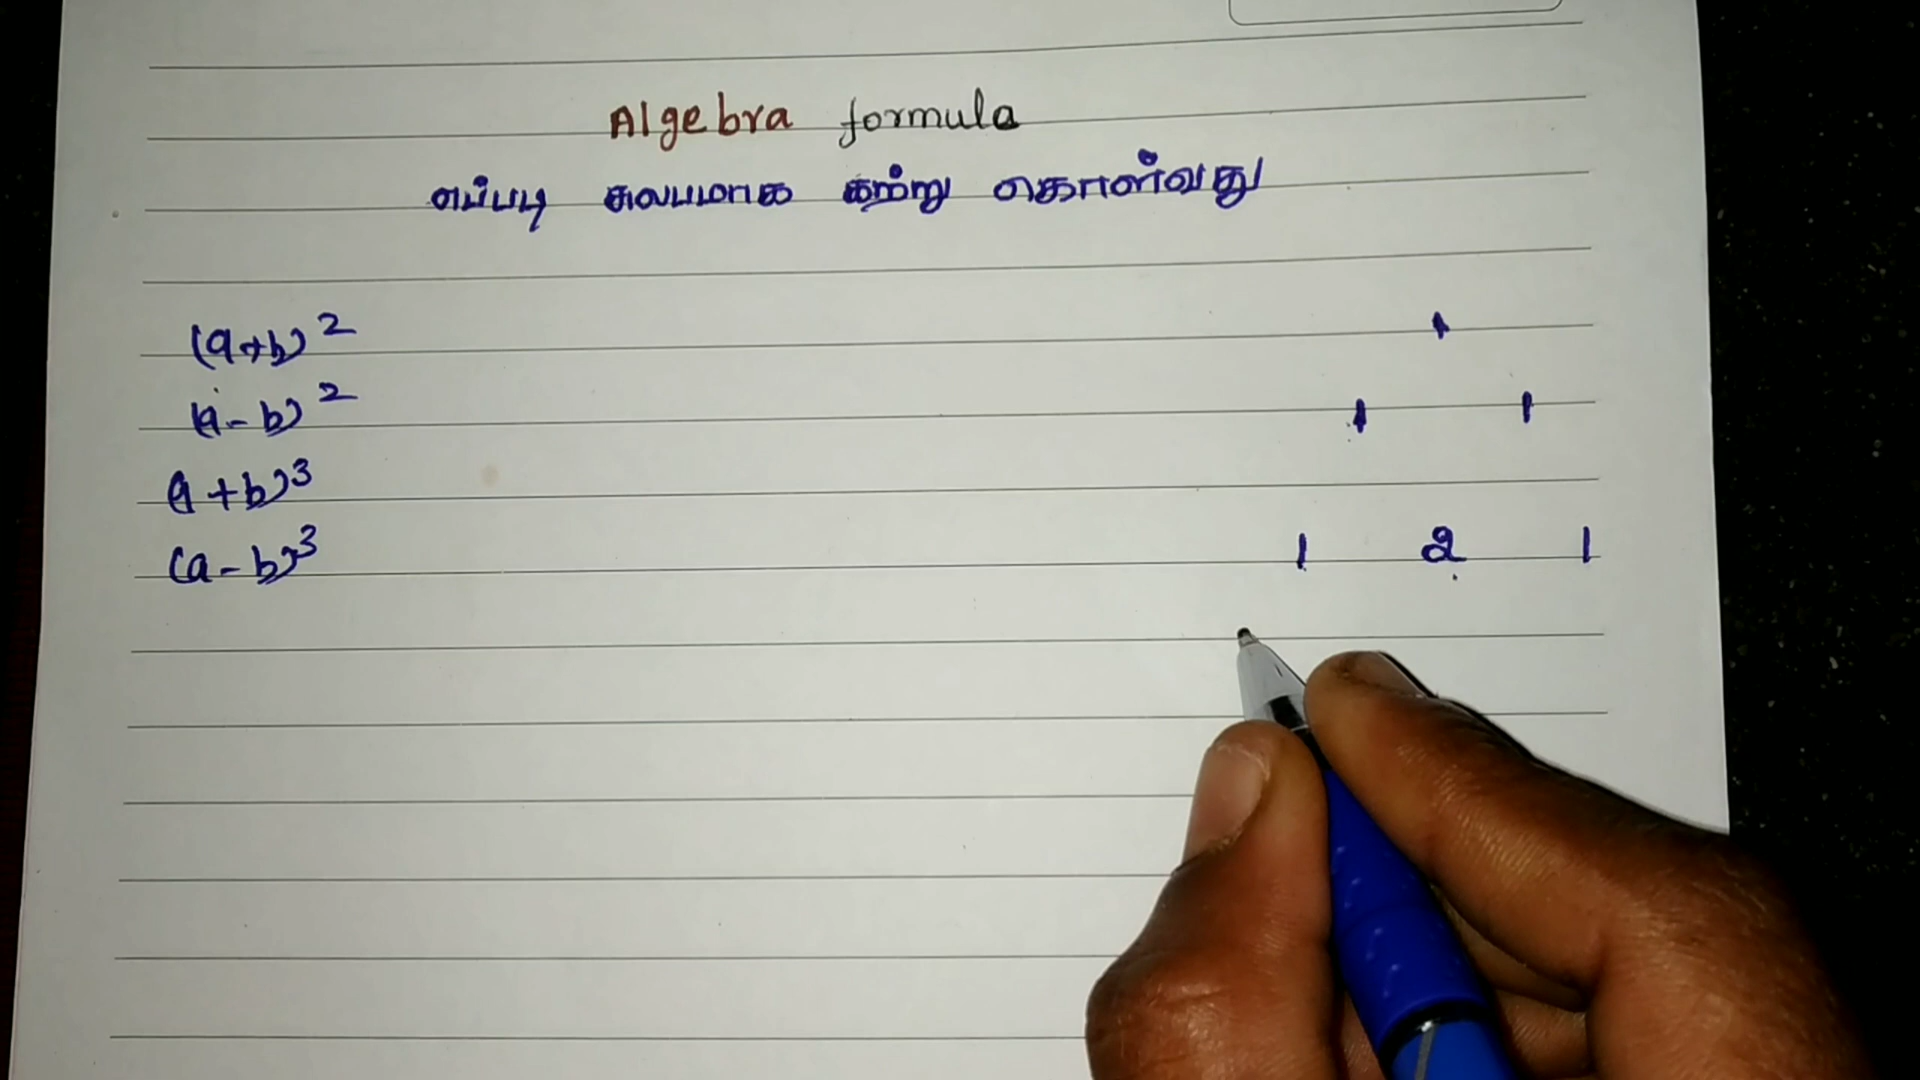 Algebra formula
எப்படி சுலபமாக கற்று கொள்வது
(a+b)2
(a-b)2
(a+b)3
(a-b)3
1
1 1
1 2 1